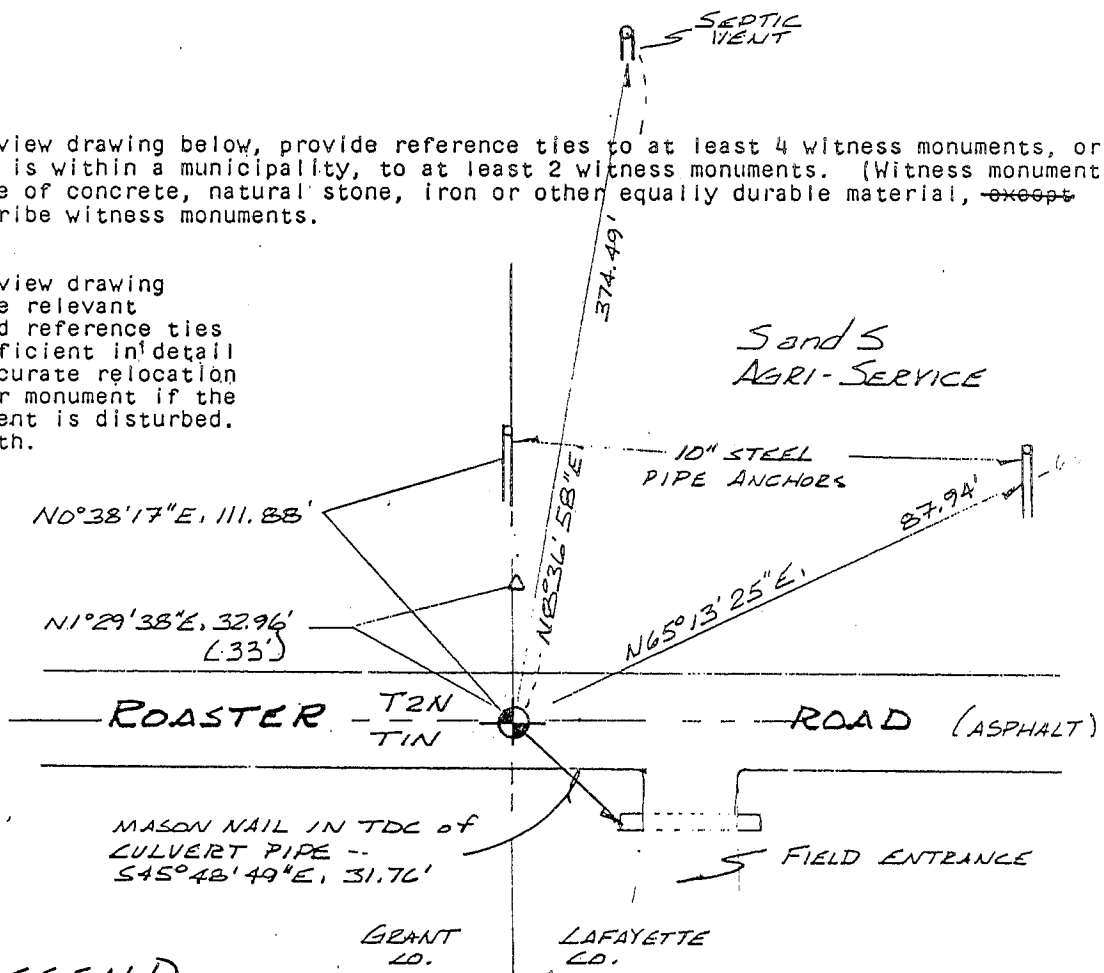 SEPTIC
VENT
view drawing below, provide reference ties to at least 4 witness monuments, or
is within a municipality, to at least 2 witness monuments. (Witness monument
e of concrete, natural stone, iron or other equally durable material, except
ribe witness monuments.
view drawing
e relevant
d reference ties
ficient in detail
curate relocation
r monument if the
ent is disturbed.
th.
374.49'
S and S
AGRI-SERVICE
10" STEEL
PIPE ANCHORS
N0°38'17"E, 111.88'
N8°36'58"E,
87.94'
N65°13'25"E,
N1°29'38"E, 32.96'
(.33')
ROASTER T2N ROAD (ASPHALT)
T1N
MASON NAIL IN TDC of
CULVERT PIPE --
S45°48'49"E, 31.76'
FIELD ENTRANCE
GRANT LAFAYETTE
CO. CO.